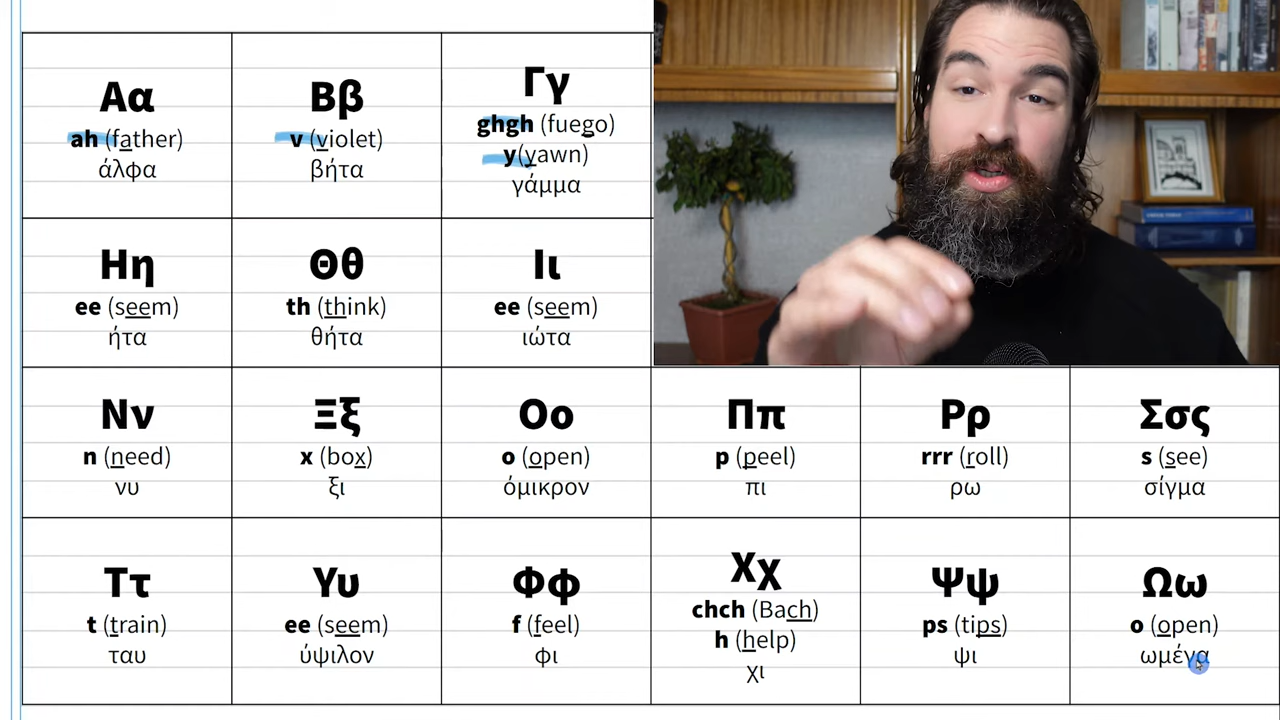 Αα
ah (father)
άλφα
Ββ
v (violet)
βήτα
Γγ
ghgh (fuego)
y(yawn)
γάμμα
Ηη
ee (seem)
ήτα
Θθ
th (think)
θήτα
Ιι
ee (seem)
ιώτα
Νν
n (need)
νυ
Ξξ
x (box)
ξι
Οο
o (open)
όμικρον
Ππ
p (peel)
πι
Ρρ
rrr (roll)
ρω
Σσς
s (see)
σίγμα
Ττ
t (train)
ταυ
Υυ
ee (seem)
ύψιλον
Φφ
f (feel)
φι
Χχ
chch (Bach)
h (help)
χι
Ψψ
ps (tips)
ψι
Ωω
o (open)
ωμέγα